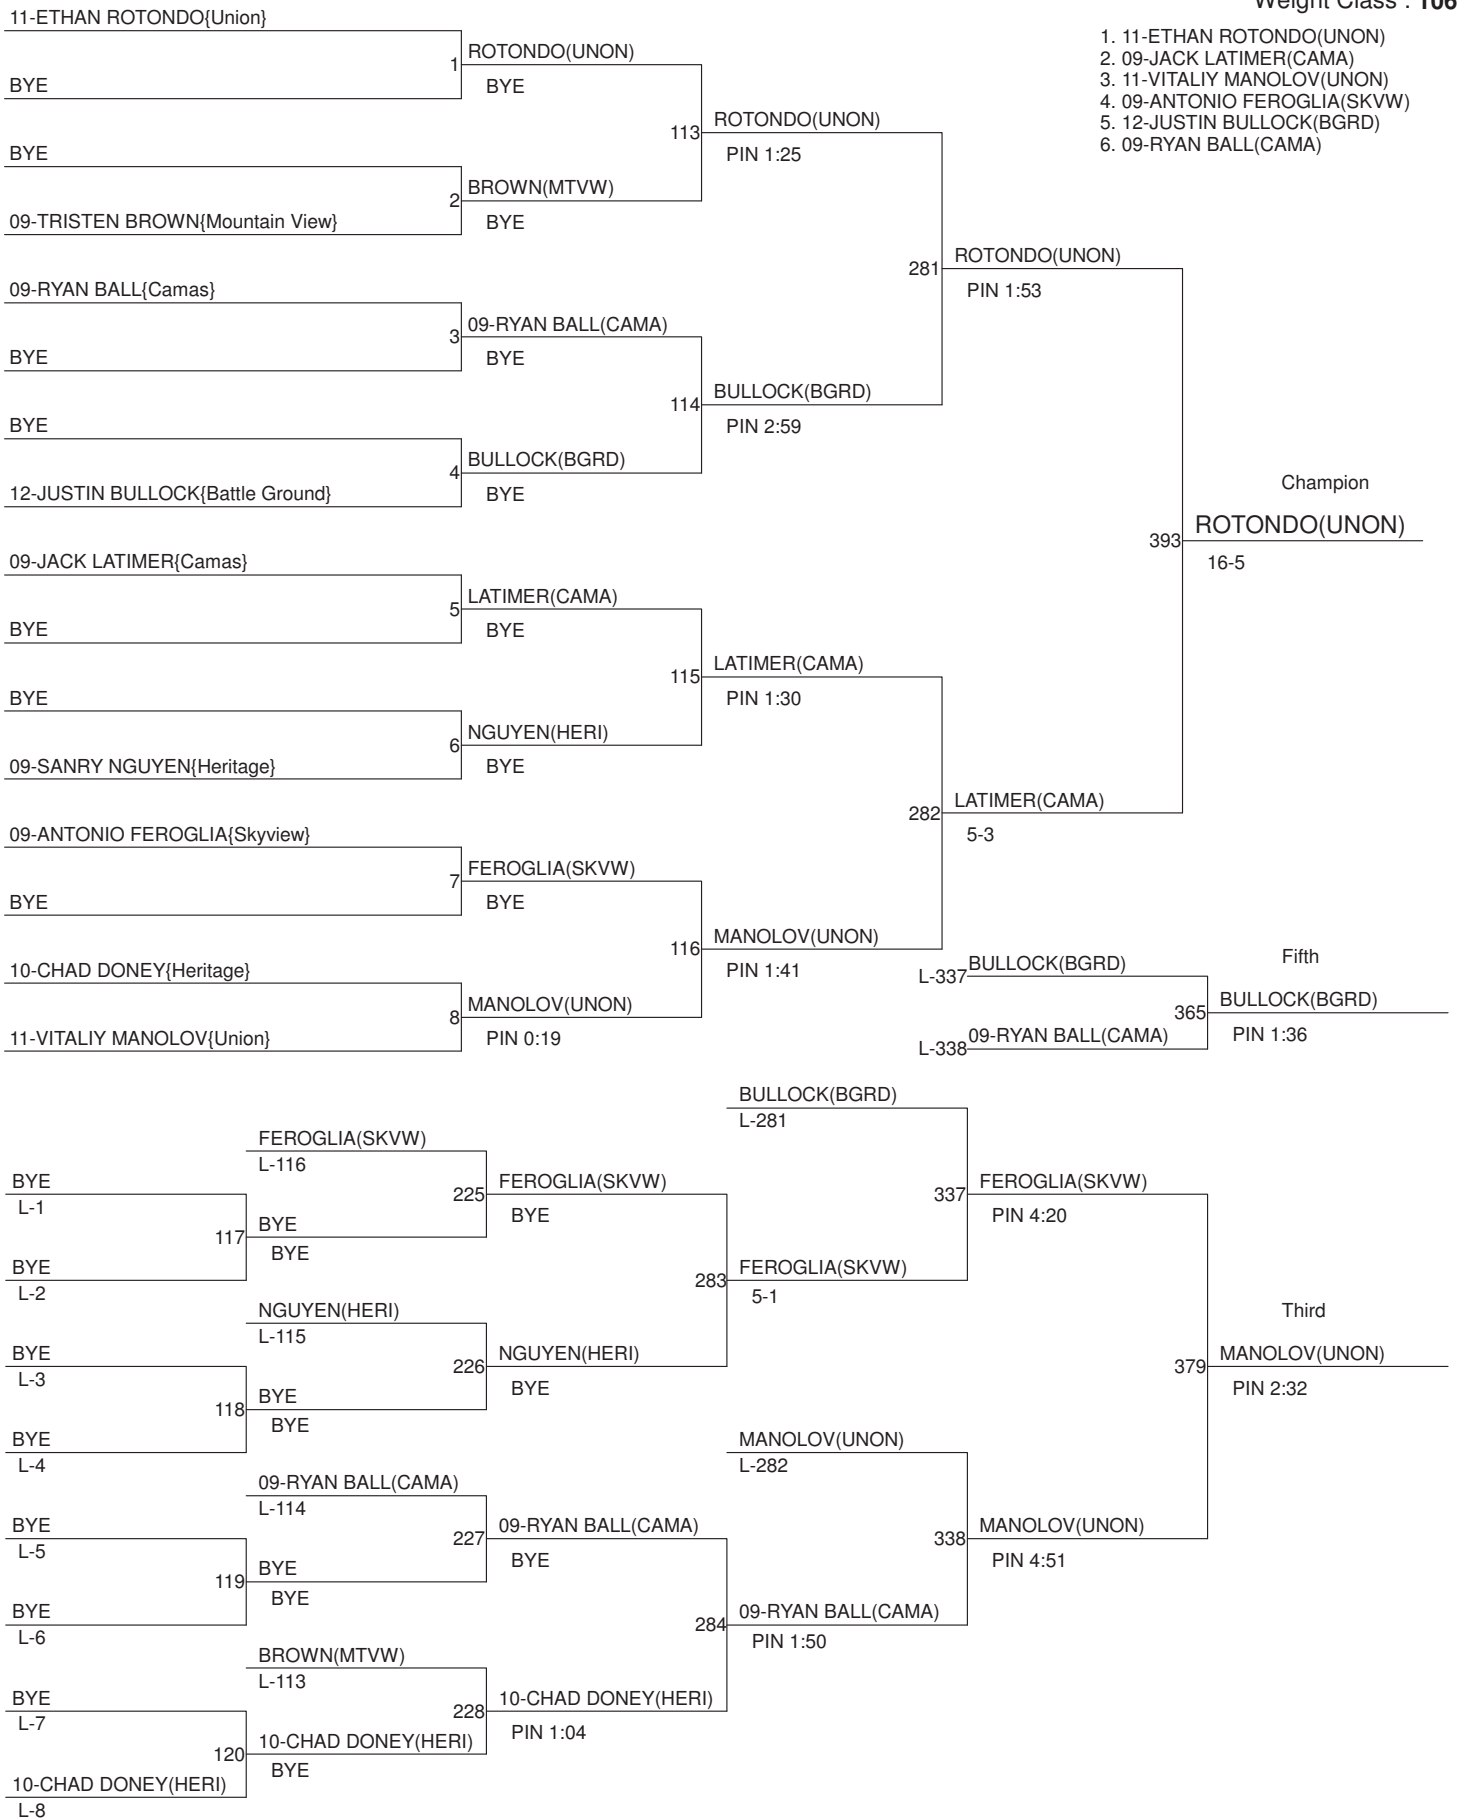 Weight Class : 106
1. 11-ETHAN ROTONDO(UNON)
2. 09-JACK LATIMER(CAMA)
3. 11-VITALIY MANOLOV(UNON)
4. 09-ANTONIO FEROGLIA(SKVW)
5. 12-JUSTIN BULLOCK(BGRD)
6. 09-RYAN BALL(CAMA)
11-ETHAN ROTONDO{Union}
BYE
BYE
09-TRISTEN BROWN{Mountain View}
09-RYAN BALL{Camas}
BYE
BYE
12-JUSTIN BULLOCK{Battle Ground}
09-JACK LATIMER{Camas}
BYE
BYE
09-SANRY NGUYEN{Heritage}
09-ANTONIO FEROGLIA{Skyview}
BYE
10-CHAD DONEY{Heritage}
11-VITALIY MANOLOV{Union}
1
ROTONDO(UNON)
BYE
2
BROWN(MTVW)
BYE
3
09-RYAN BALL(CAMA)
BYE
4
BULLOCK(BGRD)
BYE
5
LATIMER(CAMA)
BYE
6
NGUYEN(HERI)
BYE
7
FEROGLIA(SKVW)
BYE
8
MANOLOV(UNON)
PIN 0:19
113
ROTONDO(UNON)
PIN 1:25
114
BULLOCK(BGRD)
PIN 2:59
115
LATIMER(CAMA)
PIN 1:30
116
MANOLOV(UNON)
PIN 1:41
281
ROTONDO(UNON)
PIN 1:53
282
LATIMER(CAMA)
5-3
Champion
393
ROTONDO(UNON)
16-5
Fifth
L-337
BULLOCK(BGRD)
L-338
09-RYAN BALL(CAMA)
365
BULLOCK(BGRD)
PIN 1:36
BYE
L-1
BYE
L-2
BYE
L-3
BYE
L-4
BYE
L-5
BYE
L-6
BYE
L-7
10-CHAD DONEY(HERI)
L-8
FEROGLIA(SKVW)
L-116
117
BYE
BYE
NGUYEN(HERI)
L-115
118
BYE
BYE
09-RYAN BALL(CAMA)
L-114
119
BYE
BYE
BROWN(MTVW)
L-113
120
10-CHAD DONEY(HERI)
BYE
225
FEROGLIA(SKVW)
BYE
226
NGUYEN(HERI)
BYE
227
09-RYAN BALL(CAMA)
BYE
228
10-CHAD DONEY(HERI)
PIN 1:04
BULLOCK(BGRD)
L-281
283
FEROGLIA(SKVW)
5-1
MANOLOV(UNON)
L-282
284
09-RYAN BALL(CAMA)
PIN 1:50
337
FEROGLIA(SKVW)
PIN 4:20
338
MANOLOV(UNON)
PIN 4:51
Third
379
MANOLOV(UNON)
PIN 2:32